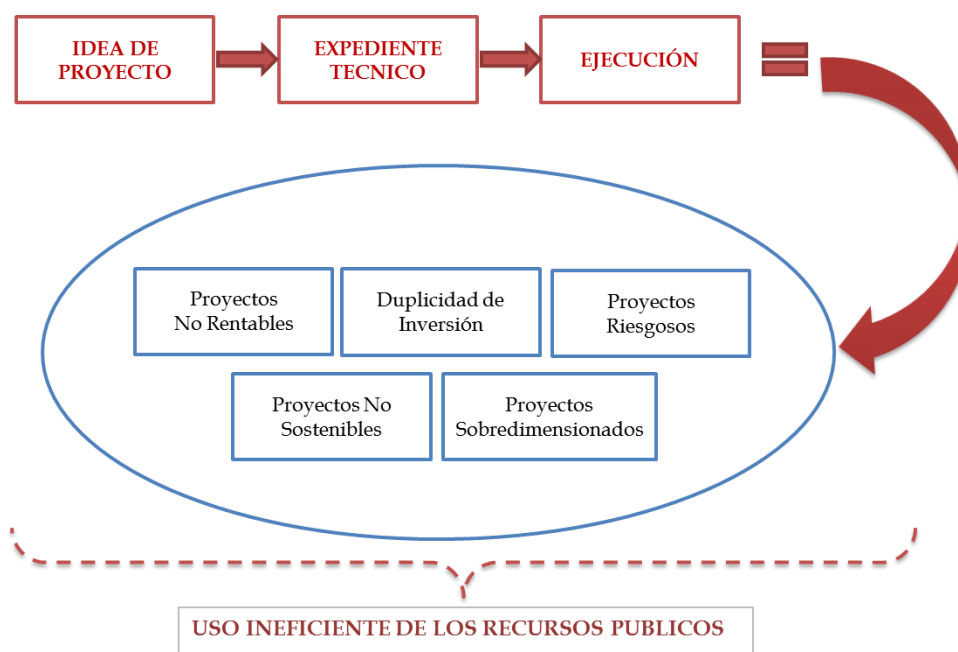 IDEA DE
PROYECTO
EXPEDIENTE
TECNICO
EJECUCIÓN
Proyectos
No Rentables
Duplicidad de
Inversión
Proyectos
Riesgosos
Proyectos No
Sostenibles
Proyectos
Sobredimensionados
USO INEFICIENTE DE LOS RECURSOS PUBLICOS